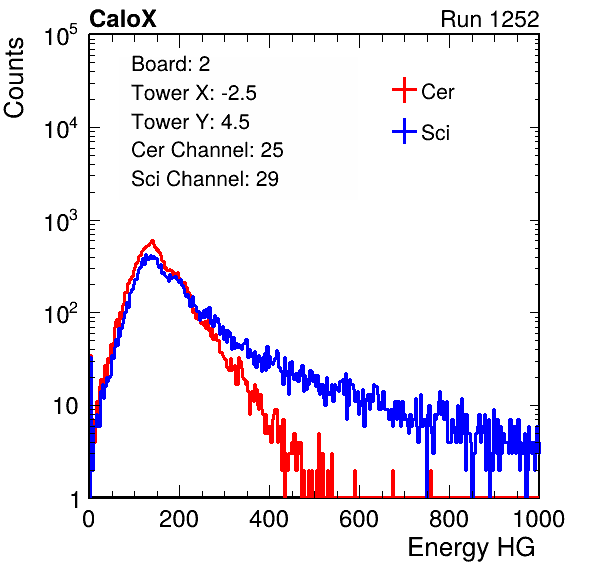 CaloX Run 1252
Counts
Board: 2
Tower X: -2.5
Tower Y: 4.5
Cer Channel: 25
Sci Channel: 29
Cer
Sci
10^5
10^4
10^3
10^2
10
1
0 200 400 600 800 1000
Energy HG